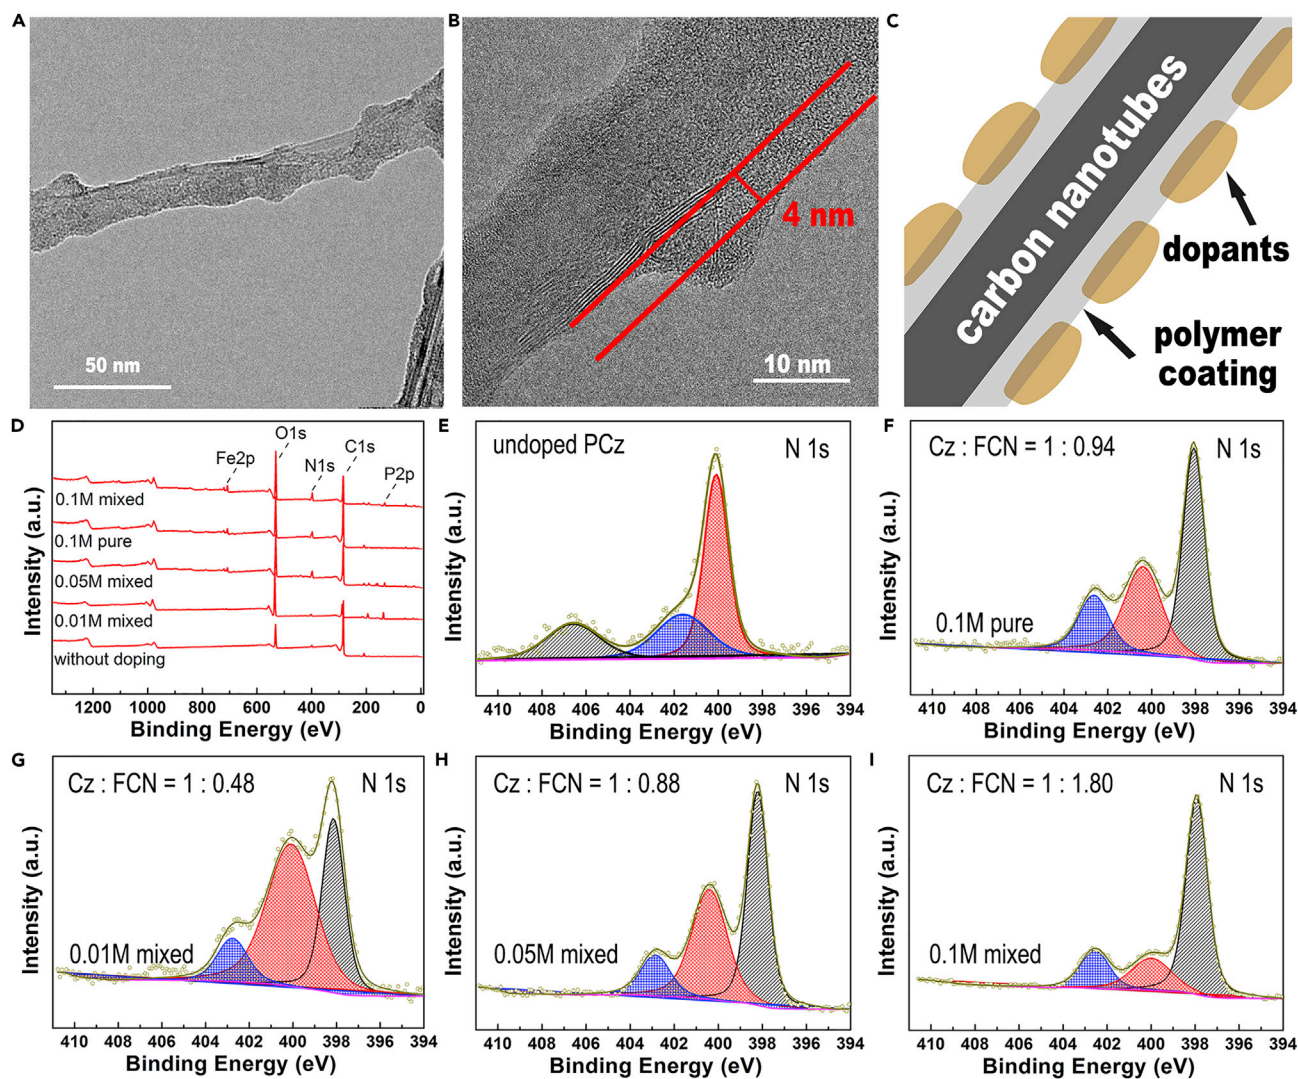 A
50 nm
B
4 nm
10 nm
C
carbon nanotubes
dopants
polymer
coating
D
O1s
C1s
Fe2p
N1s
P2p
0.1M mixed
0.1M pure
0.05M mixed
0.01M mixed
without doping
Intensity (a.u.)
1200 1000 800 600 400 200 0
Binding Energy (eV)
E
undoped PCz
N 1s
Intensity (a.u.)
410 408 406 404 402 400 398 396 394
Binding Energy (eV)
F
Cz : FCN = 1 : 0.94
N 1s
0.1M pure
Intensity (a.u.)
410 408 406 404 402 400 398 396 394
Binding Energy (eV)
G
Cz : FCN = 1 : 0.48
N 1s
0.01M mixed
Intensity (a.u.)
410 408 406 404 402 400 398 396 394
Binding Energy (eV)
H
Cz : FCN = 1 : 0.88
N 1s
0.05M mixed
Intensity (a.u.)
410 408 406 404 402 400 398 396 394
Binding Energy (eV)
I
Cz : FCN = 1 : 1.80
N 1s
0.1M mixed
Intensity (a.u.)
410 408 406 404 402 400 398 396 394
Binding Energy (eV)